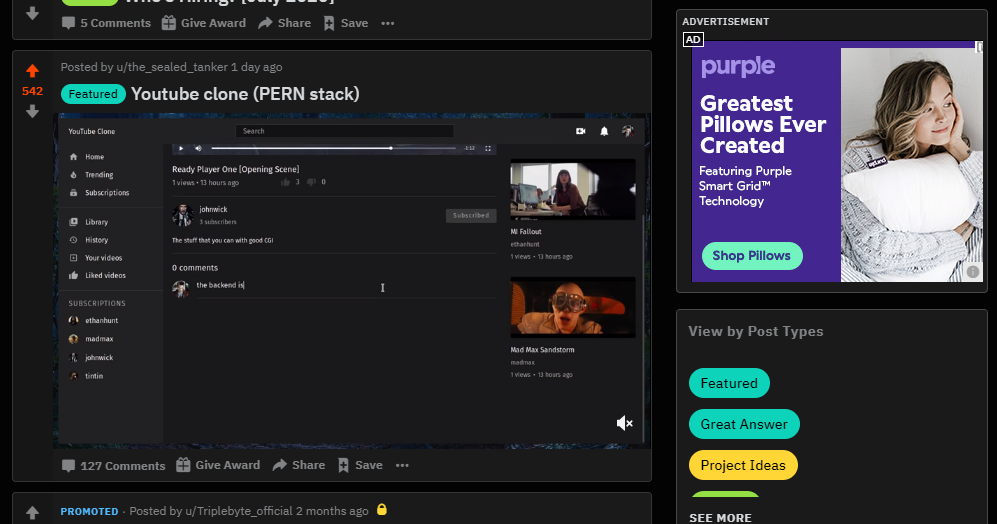 Who's Hiring? [July 2020]
5 Comments Give Award Share Save
Posted by u/the_sealed_tanker 1 day ago
542
Featured Youtube clone (PERN stack)
YouTube Clone
Search
Home
Trending
Subscriptions
Library
History
Your videos
Liked videos
SUBSCRIPTIONS
ethanhunt
madmax
johnwick
tintin
Ready Player One [Opening Scene]
1 views • 13 hours ago 3 0
johnwick
3 subscribers
Subscribed
The stuff that you can with good CGI
0 comments
the backend is
MI Fallout
ethanhunt
1 views • 13 hours ago
Mad Max Sandstorm
madmax
1 views • 13 hours ago
127 Comments Give Award Share Save
PROMOTED · Posted by u/Triplebyte_official 2 months ago
ADVERTISEMENT
AD
purple
Greatest
Pillows Ever
Created
Featuring Purple
Smart Grid™
Technology
Shop Pillows
purple
View by Post Types
Featured
Great Answer
Project Ideas
SEE MORE